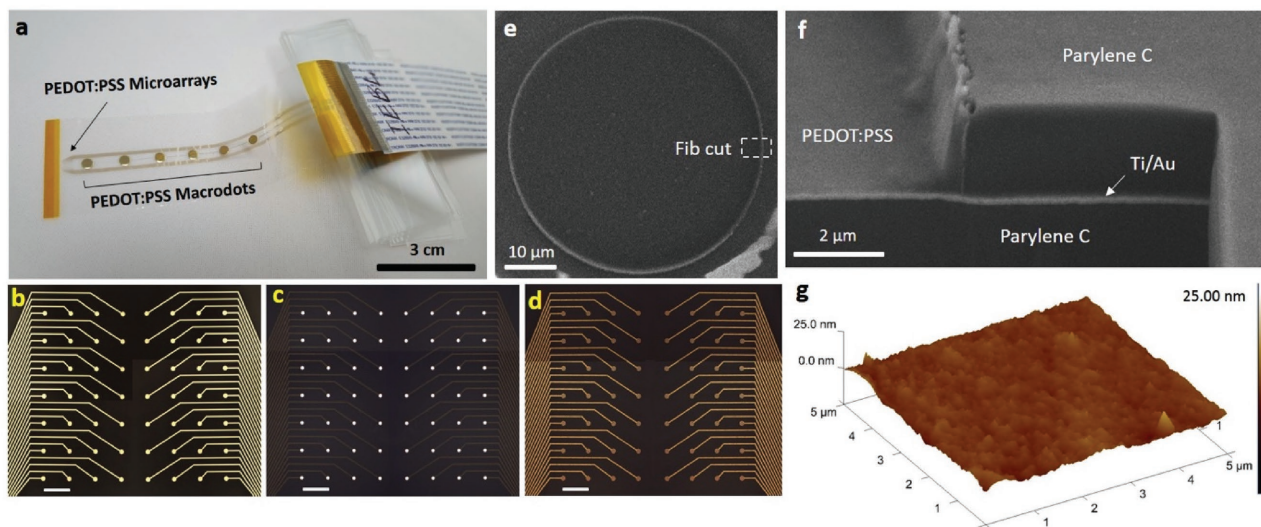 a
PEDOT:PSS Microarrays
PEDOT:PSS Macrodots
3 cm
e
Fib cut
10 µm
f
Parylene C
PEDOT:PSS
Ti/Au
Parylene C
2 µm
b
c
d
g
25.00 nm
25.0 nm
0.0 nm
5 µm
4
3
2
1
1
2
3
4
5 µm
1